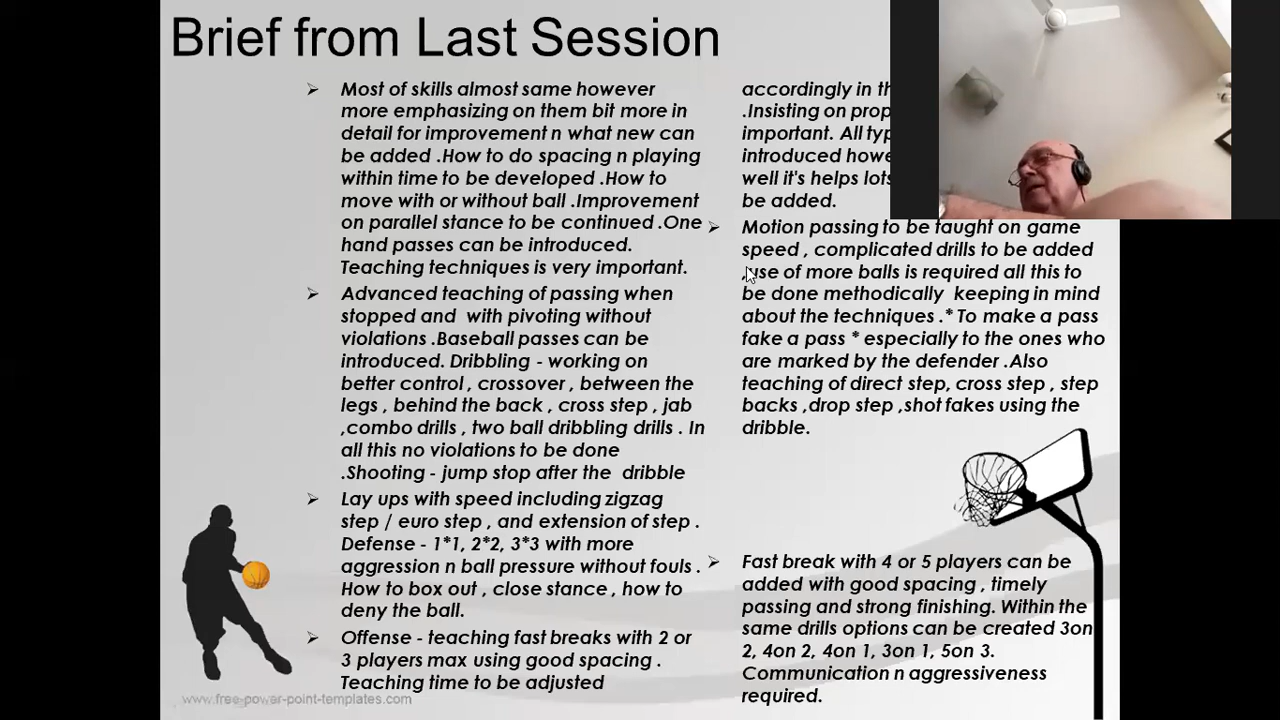 Brief from Last Session
Most of skills almost same however
more emphasizing on them bit more in
detail for improvement n what new can
be added .How to do spacing n playing
within time to be developed .How to
move with or without ball .Improvement
on parallel stance to be continued .One
hand passes can be introduced.
Teaching techniques is very important.
Advanced teaching of passing when
stopped and with pivoting without
violations .Baseball passes can be
introduced. Dribbling - working on
better control , crossover , between the
legs , behind the back , cross step , jab
,combo drills , two ball dribbling drills . In
all this no violations to be done
.Shooting - jump stop after the dribble
Lay ups with speed including zigzag
step / euro step , and extension of step .
Defense - 1*1, 2*2, 3*3 with more
aggression n ball pressure without fouls .
How to box out , close stance , how to
deny the ball.
Offense - teaching fast breaks with 2 or
3 players max using good spacing .
Teaching time to be adjusted
accordingly in
.Insisting on
important. All
introduced
well it's helps lots
be added.
Motion passing to be taught on game
speed , complicated drills to be added
,use of more balls is required all this to
be done methodically keeping in mind
about the techniques .* To make a pass
fake a pass * especially to the ones who
are marked by the defender .Also
teaching of direct step, cross step , step
backs ,drop step ,shot fakes using the
dribble.
Fast break with 4 or 5 players can be
added with good spacing , timely
passing and strong finishing. Within the
same drills options can be created 3on
2, 4on 2, 4on 1, 3on 1, 5on 3.
Communication n aggressiveness
required.
www.free-power-point-templates.com